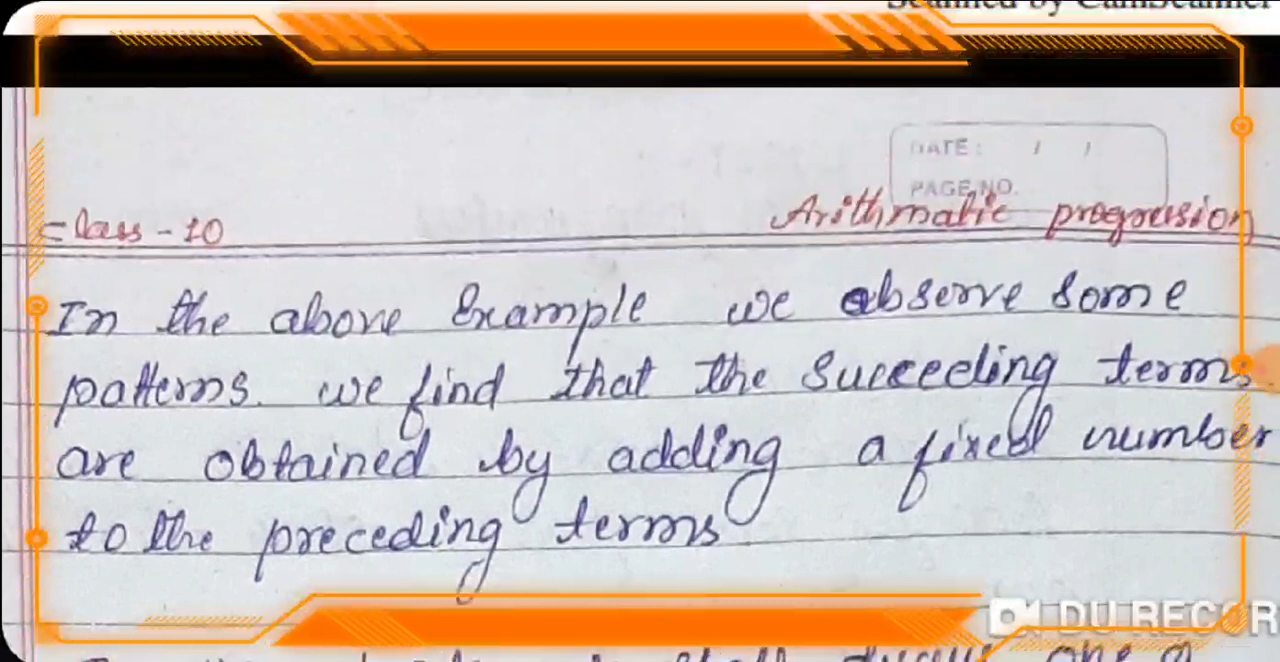 Scanned by CamScanner
DATE: / /
PAGE NO.
Class - 10
Arithmatic progression
In the above Example we observe some
patterns. we find that the succeeding terms
are obtained by adding a fixed number
to the preceding terms
DU RECOR